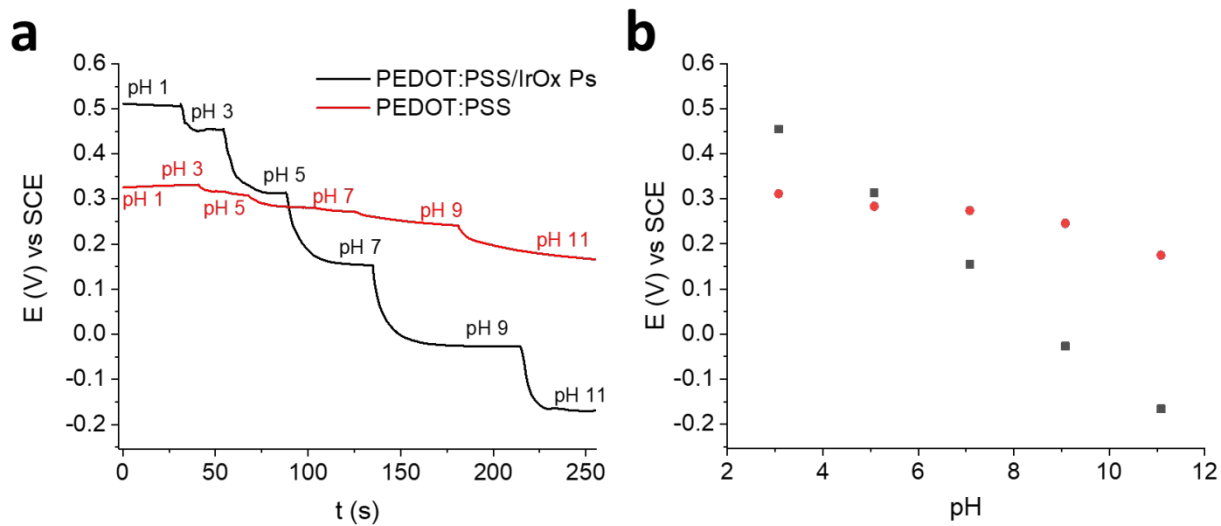 a
PEDOT:PSS/IrOx Ps
PEDOT:PSS
E (V) vs SCE
0.6
0.5
0.4
0.3
0.2
0.1
0.0
-0.1
-0.2
pH 1
pH 3
pH 5
pH 7
pH 9
pH 11
pH 1
pH 3
pH 5
pH 7
pH 9
pH 11
0 50 100 150 200 250
t (s)
b
E (V) vs SCE
0.6
0.5
0.4
0.3
0.2
0.1
0.0
-0.1
-0.2
2 4 6 8 10 12
pH